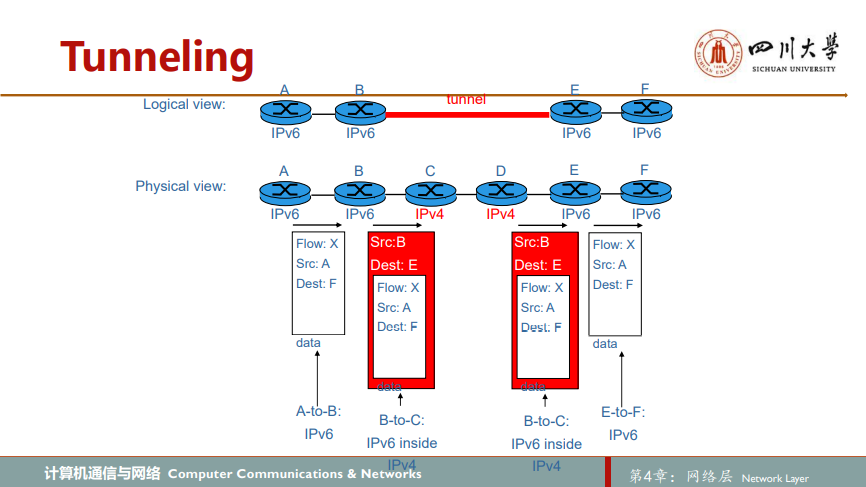 Tunneling
四川大學
SICHUAN UNIVERSITY
Logical view:
A B E F
tunnel
IPv6 IPv6 IPv6 IPv6
Physical view:
A B C D E F
IPv6 IPv6 IPv4 IPv4 IPv6 IPv6
Flow: X
Src: A
Dest: F
data
Src:B
Dest: E
Flow: X
Src: A
Dest: F
data
Src:B
Dest: E
Flow: X
Src: A
Dest: F
data
Flow: X
Src: A
Dest: F
data
A-to-B:
IPv6
B-to-C:
IPv6 inside
IPv4
B-to-C:
IPv6 inside
IPv4
E-to-F:
IPv6
计算机通信与网络 Computer Communications & Networks
第4章：网络层 Network Layer